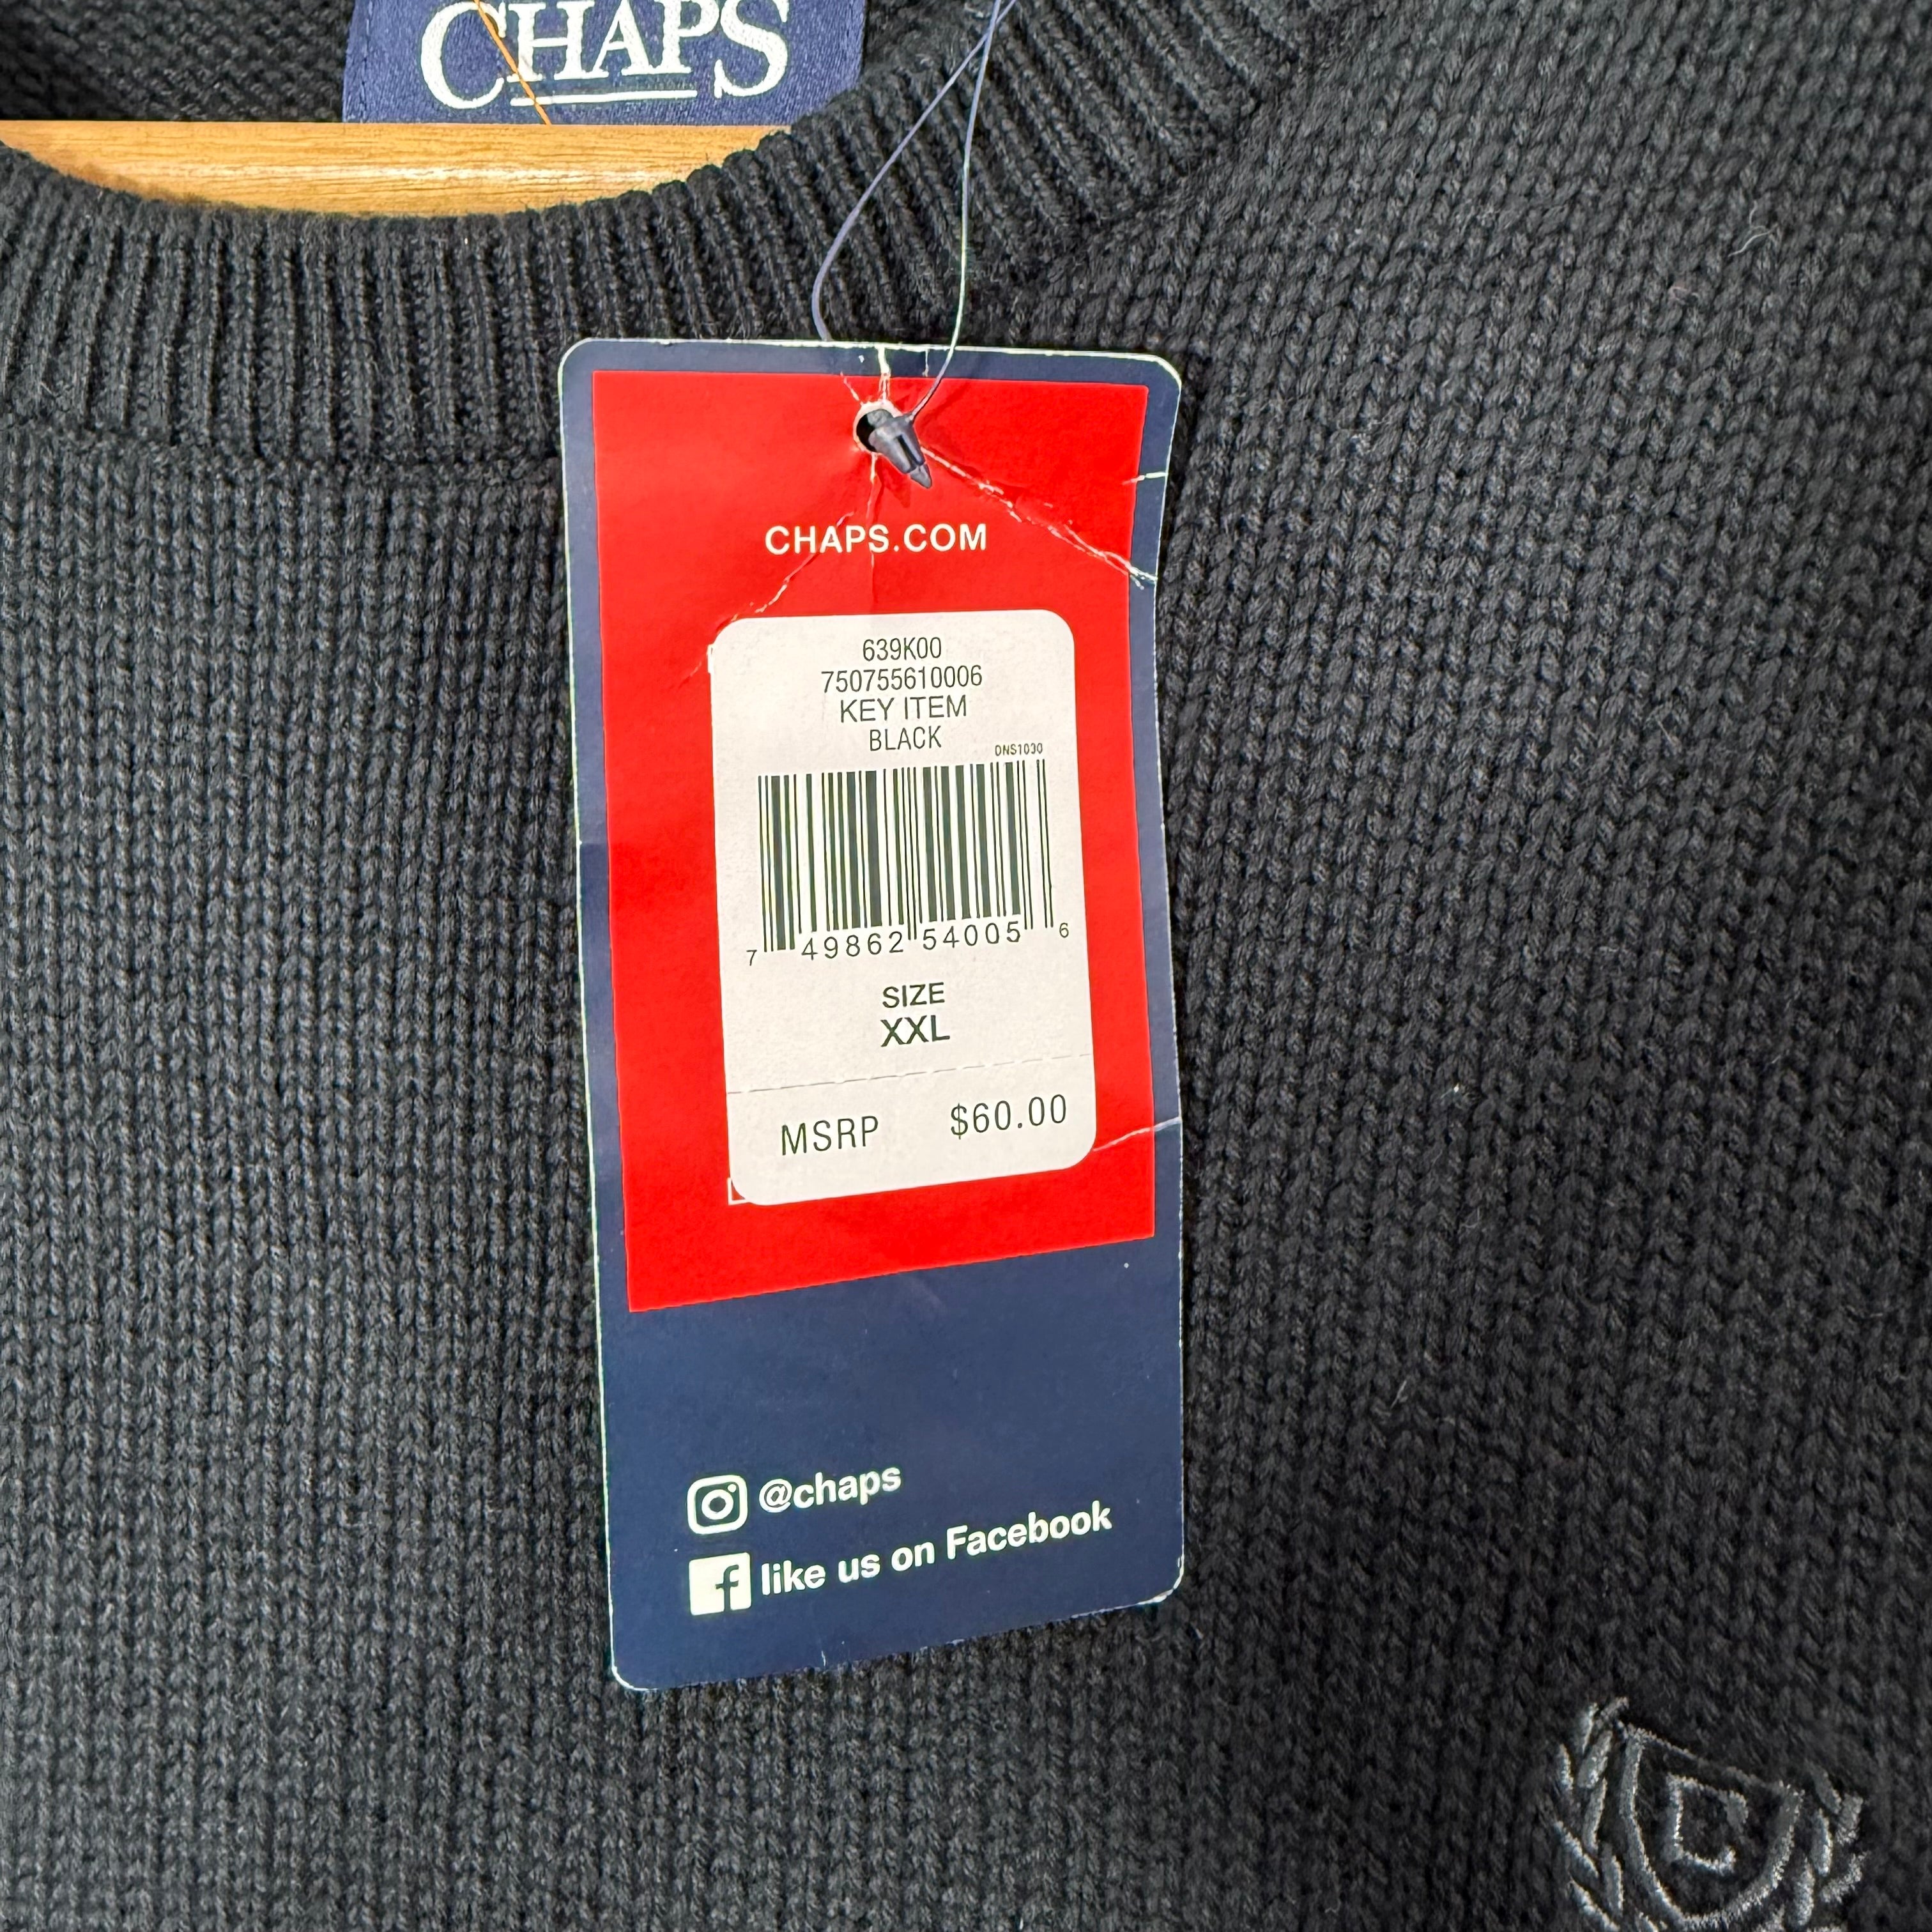 CHAPS
CHAPS.COM
639K00
750755610006
KEY ITEM
BLACK
DNS1030
7 49862 54005 6
SIZE
XXL
MSRP $60.00
@chaps
like us on Facebook